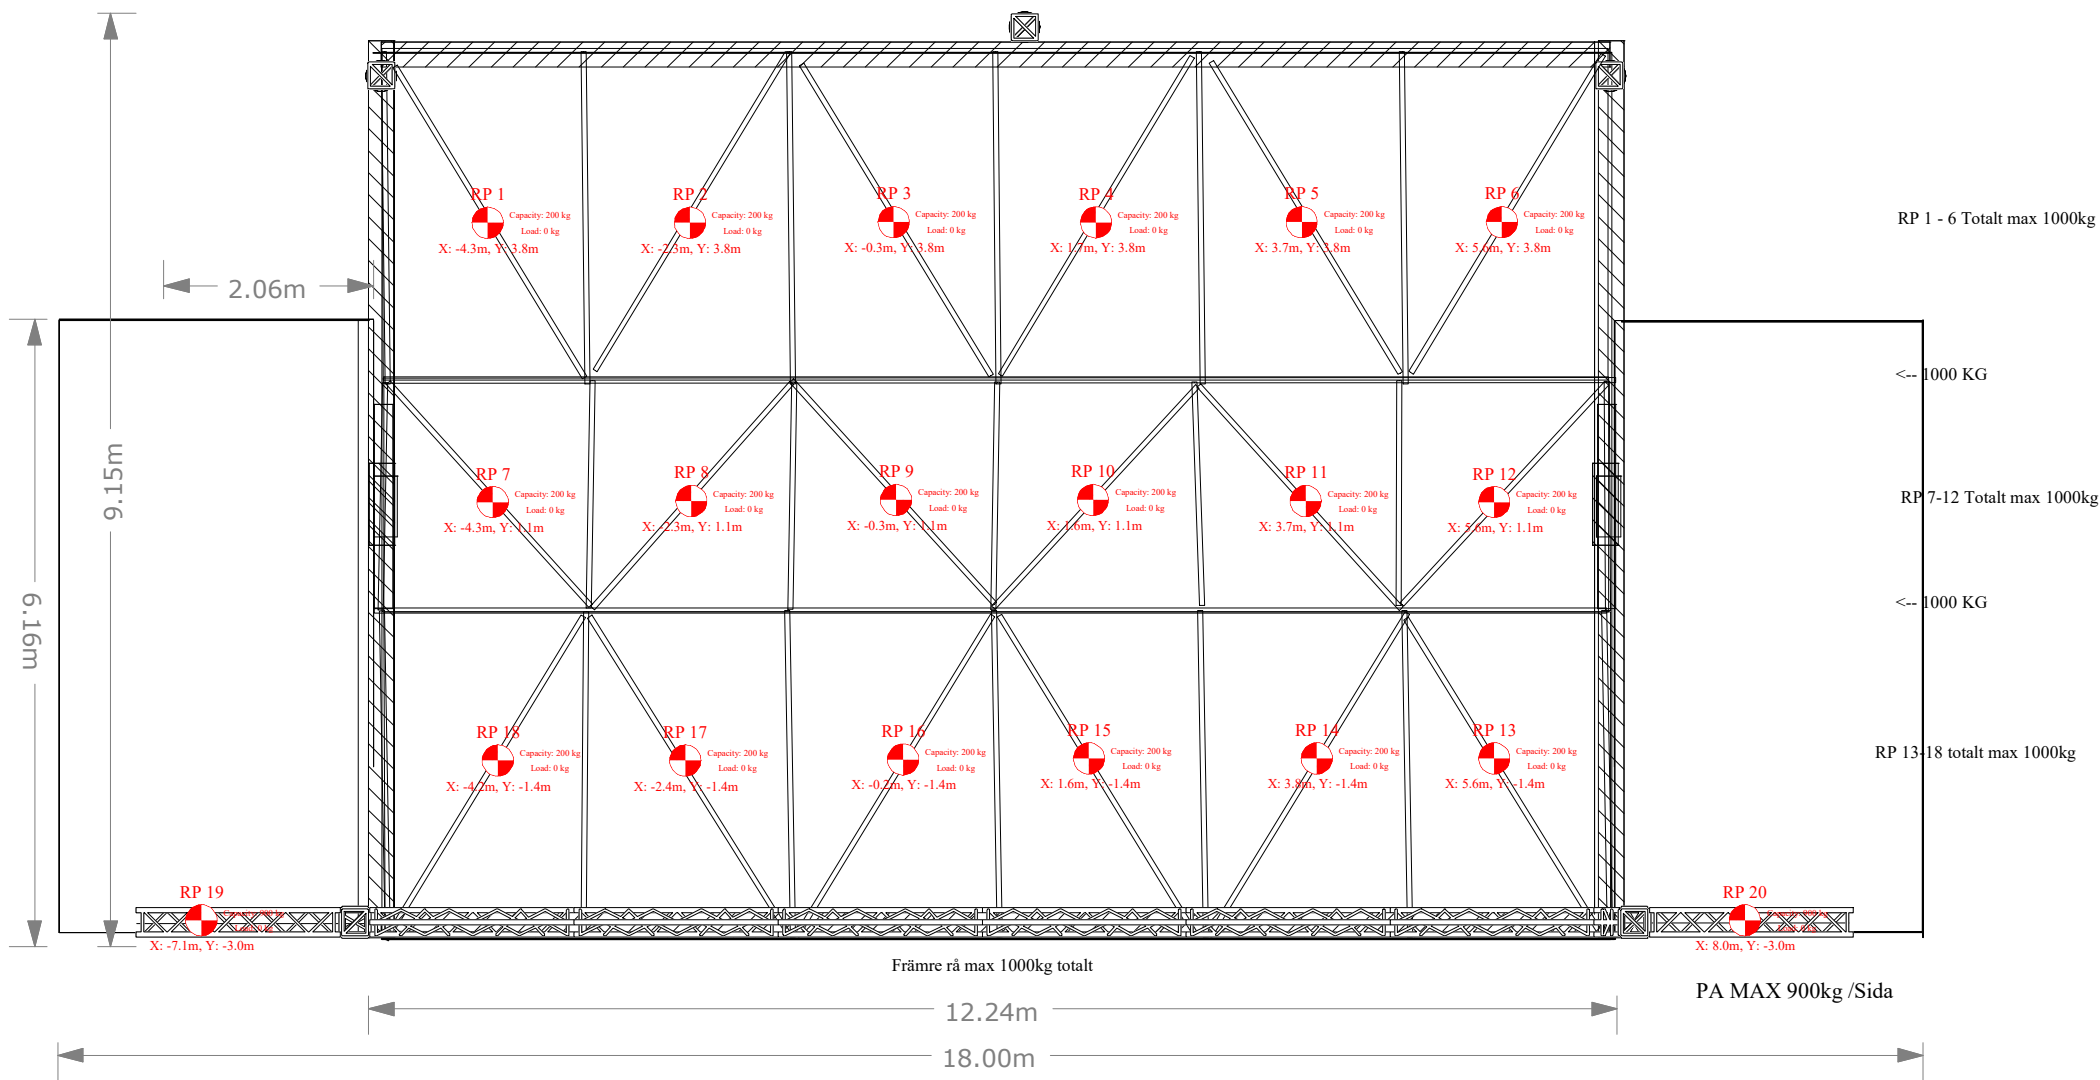 RP 1
RP 2
RP 3
RP 4
RP 5
RP 6
Capacity: 200 kg
Capacity: 200 kg
Capacity: 200 kg
Capacity: 200 kg
Capacity: 200 kg
Capacity: 200 kg
RP 1 - 6 Totalt max 1000kg
Load: 0 kg
Load: 0 kg
Load: 0 kg
Load: 0 kg
Load: 0 kg
Load: 0 kg
X: -4.3m, Y: 3.8m
X: -2.3m, Y: 3.8m
X: -0.3m, Y: 3.8m
X: 1.7m, Y: 3.8m
X: 3.7m, Y: 3.8m
X: 5.6m, Y: 3.8m
2.06m
<-- 1000 KG
9.15m
RP 7
RP 8
RP 9
RP 10
RP 11
RP 12
Capacity: 200 kg
Capacity: 200 kg
Capacity: 200 kg
Capacity: 200 kg
Capacity: 200 kg
Capacity: 200 kg
RP 7-12 Totalt max 1000kg
Load: 0 kg
Load: 0 kg
Load: 0 kg
Load: 0 kg
Load: 0 kg
Load: 0 kg
X: -4.3m, Y: 1.1m
X: -2.3m, Y: 1.1m
X: -0.3m, Y: 1.1m
X: 1.6m, Y: 1.1m
X: 3.7m, Y: 1.1m
X: 5.6m, Y: 1.1m
<-- 1000 KG
6.16m
RP 18
RP 17
RP 16
RP 15
RP 14
RP 13
Capacity: 200 kg
Capacity: 200 kg
Capacity: 200 kg
Capacity: 200 kg
Capacity: 200 kg
Capacity: 200 kg
RP 13-18 totalt max 1000kg
Load: 0 kg
Load: 0 kg
Load: 0 kg
Load: 0 kg
Load: 0 kg
Load: 0 kg
X: -4.2m, Y: -1.4m
X: -2.4m, Y: -1.4m
X: -0.2m, Y: -1.4m
X: 1.6m, Y: -1.4m
X: 3.8m, Y: -1.4m
X: 5.6m, Y: -1.4m
RP 19
RP 20
Load: 0 kg
Load: 0 kg
X: -7.1m, Y: -3.0m
X: 8.0m, Y: -3.0m
Främre rå max 1000kg totalt
PA MAX 900kg /Sida
12.24m
18.00m